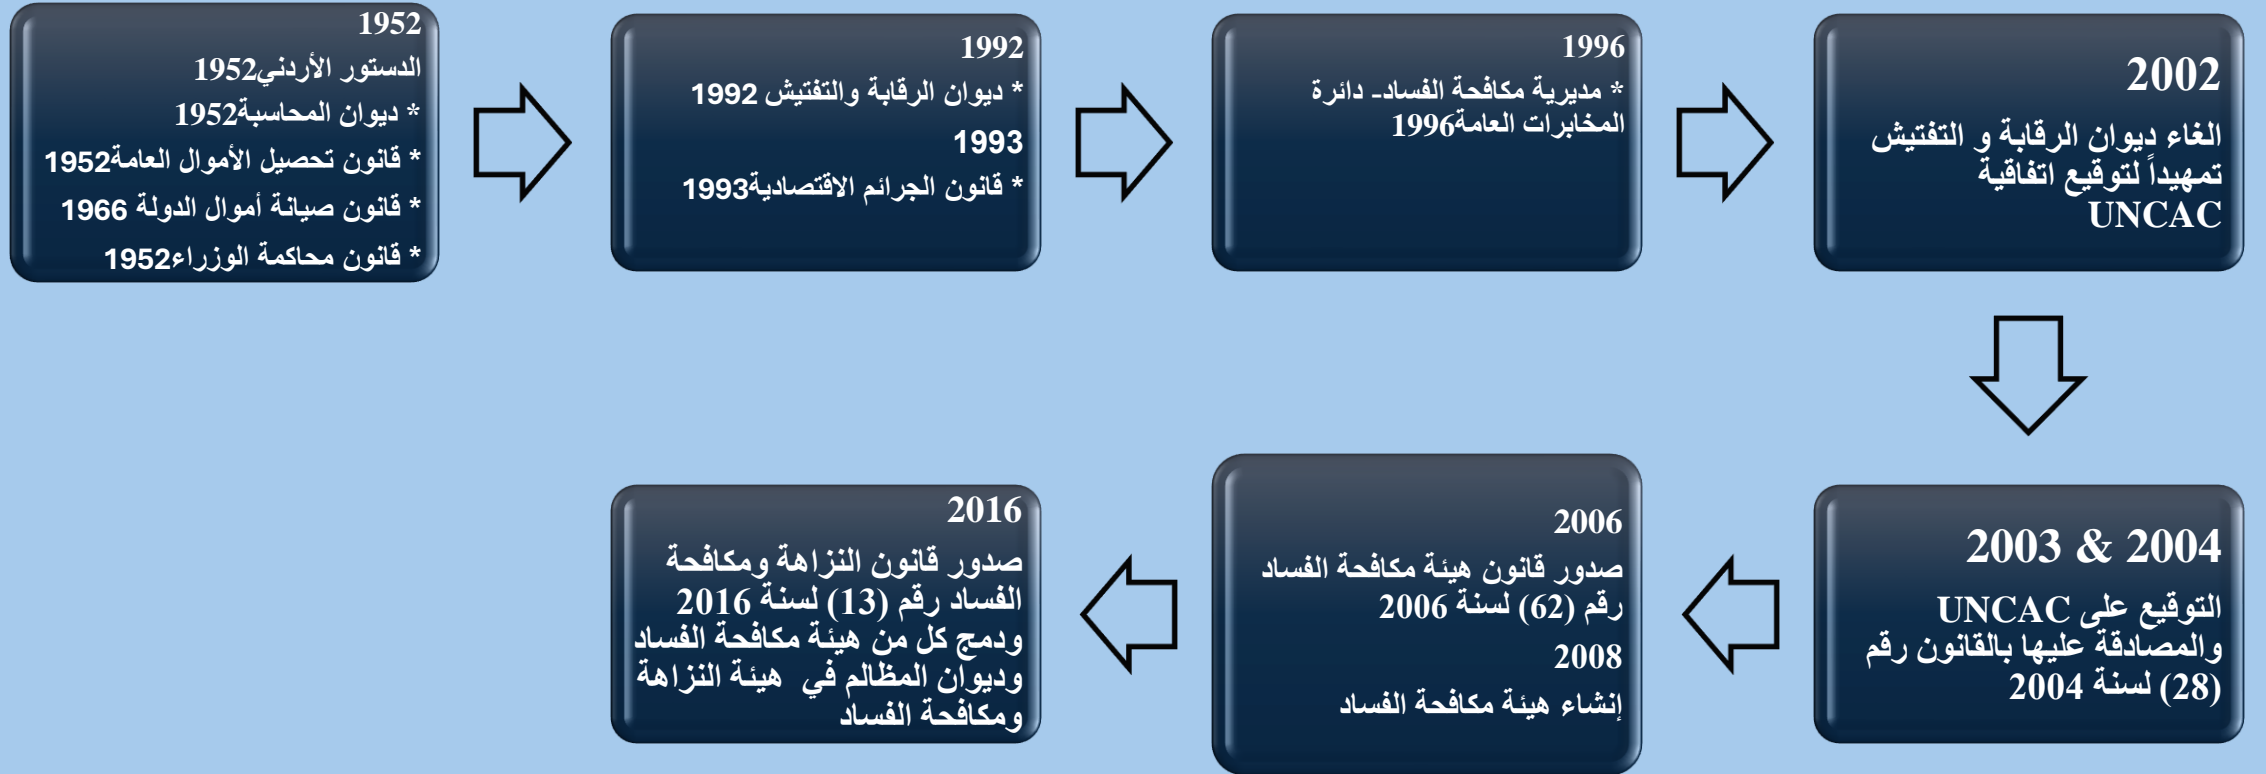 1952
الدستور الأردني1952
* ديوان المحاسبة1952
* قانون تحصيل الأموال العامة1952
* قانون صيانة أموال الدولة 1966
* قانون محاكمة الوزراء1952
1992
* ديوان الرقابة والتفتيش 1992
1993
* قانون الجرائم الاقتصادية1993
1996
* مديرية مكافحة الفساد- دائرة
المخابرات العامة1996
2002
الغاء ديوان الرقابة و التفتيش
تمهيداً لتوقيع اتفاقية
UNCAC
2003 & 2004
التوقيع على UNCAC
والمصادقة عليها بالقانون رقم
(28) لسنة 2004
2006
صدور قانون هيئة مكافحة الفساد
رقم (62) لسنة 2006
2008
إنشاء هيئة مكافحة الفساد
2016
صدور قانون النزاهة ومكافحة
الفساد رقم (13) لسنة 2016
ودمج كل من هيئة مكافحة الفساد
وديوان المظالم في هيئة النزاهة
ومكافحة الفساد